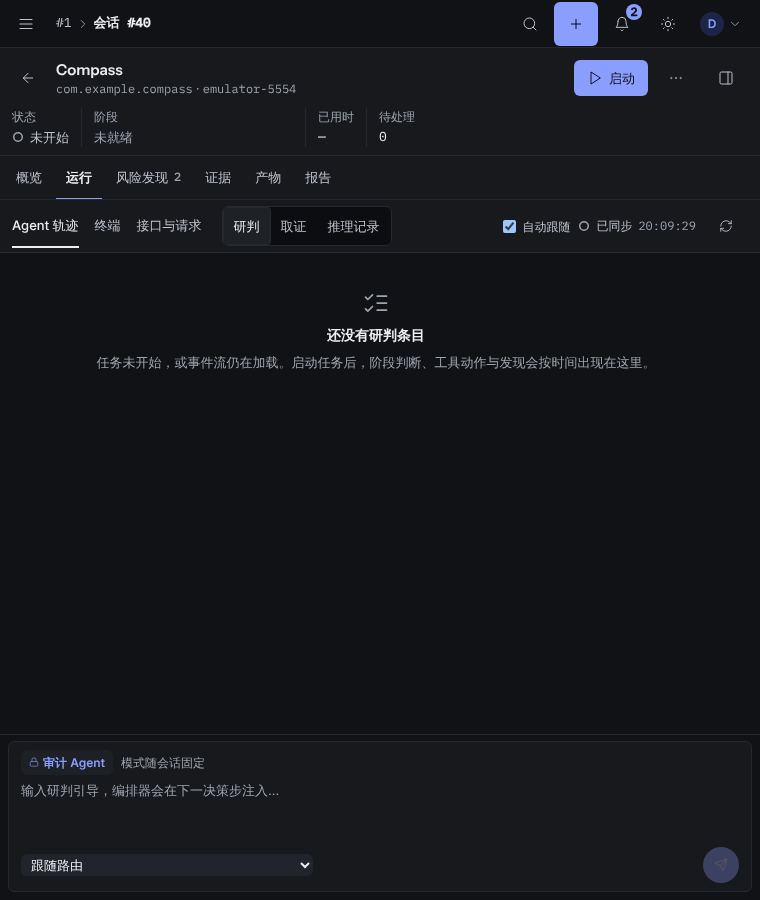 #1 > 会话 #40
2
D
Compass
com.example.compass · emulator-5554
启动
状态 阶段 已用时 待处理
未开始 未就绪 — 0
概览 运行 风险发现 2 证据 产物 报告
Agent 轨迹 终端 接口与请求 研判 取证 推理记录 自动跟随 已同步 20:09:29
还没有研判条目
任务未开始，或事件流仍在加载。启动任务后，阶段判断、工具动作与发现会按时间出现在这里。
审计 Agent 模式随会话固定
输入研判引导，编排器会在下一决策步注入...
跟随路由